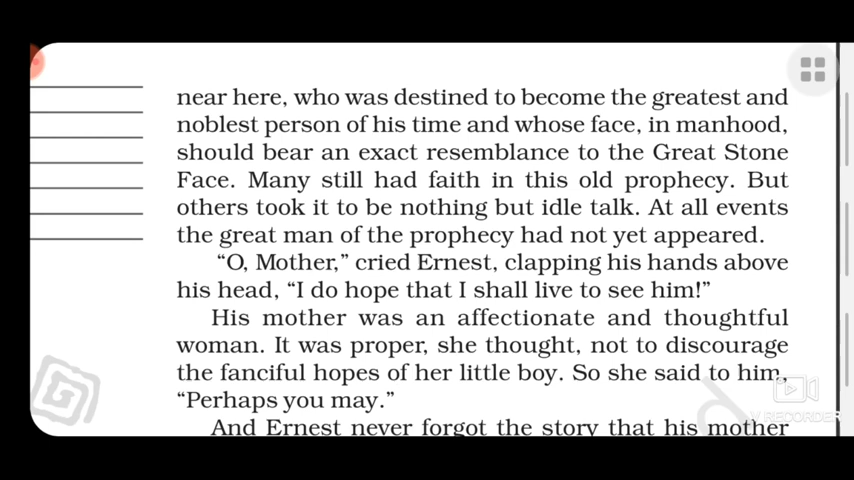 near here, who was destined to become the greatest and
noblest person of his time and whose face, in manhood,
should bear an exact resemblance to the Great Stone
Face. Many still had faith in this old prophecy. But
others took it to be nothing but idle talk. At all events
the great man of the prophecy had not yet appeared.
“O, Mother,” cried Ernest, clapping his hands above
his head, “I do hope that I shall live to see him!”
His mother was an affectionate and thoughtful
woman. It was proper, she thought, not to discourage
the fanciful hopes of her little boy. So she said to him,
“Perhaps you may.”
V RECORDER
And Ernest never forgot the story that his mother